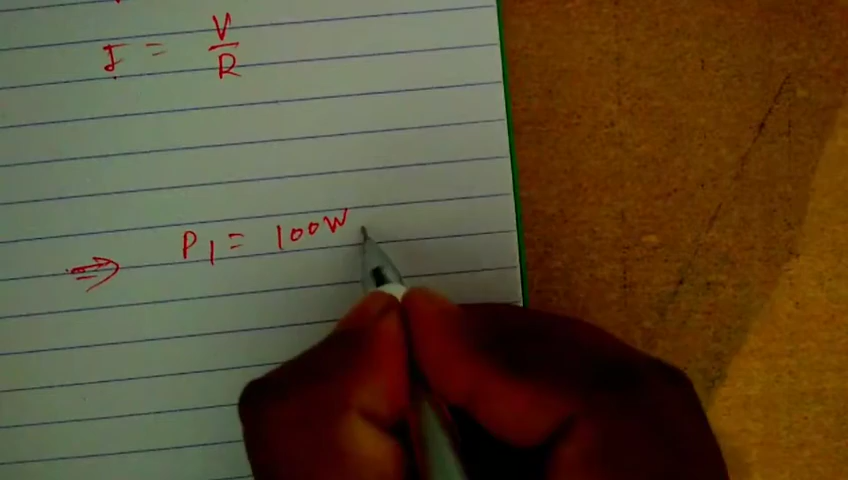 I = V/R
⇒ P1 = 100W